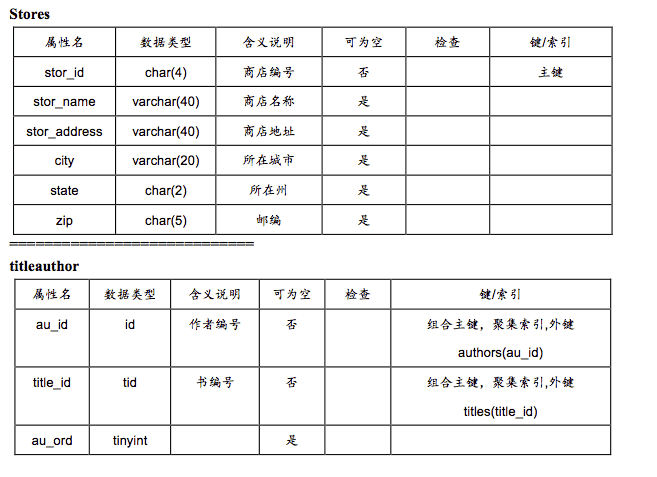 Stores
属性名 数据类型 含义说明 可为空 检查 键/索引
stor_id char(4) 商店编号 否 主键
stor_name varchar(40) 商店名称 是
stor_address varchar(40) 商店地址 是
city varchar(20) 所在城市 是
state char(2) 所在州 是
zip char(5) 邮编 是
============================
titleauthor
属性名 数据类型 含义说明 可为空 检查 键/索引
au_id id 作者编号 否 组合主键，聚集索引,外键
authors(au_id)
title_id tid 书编号 否 组合主键，聚集索引,外键
titles(title_id)
au_ord tinyint 是